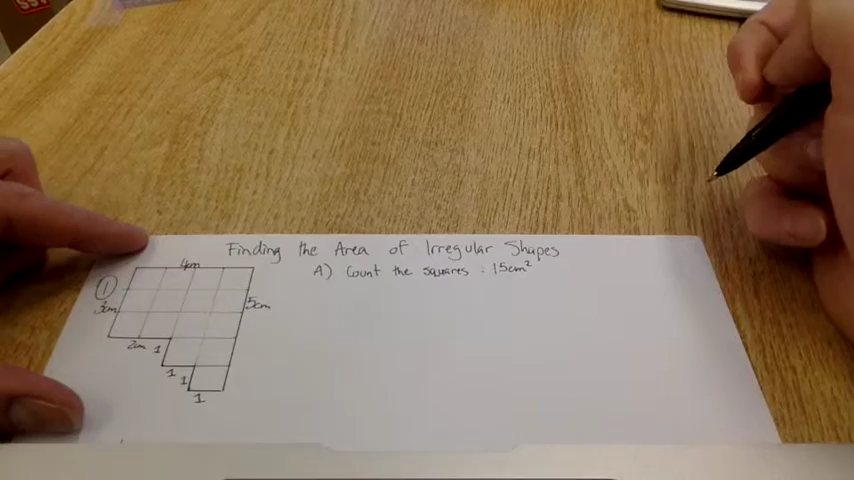 Finding the Area of Irregular Shapes
A) Count the squares : 15cm²
1
4cm
3cm
5cm
2cm 1
1
1
1